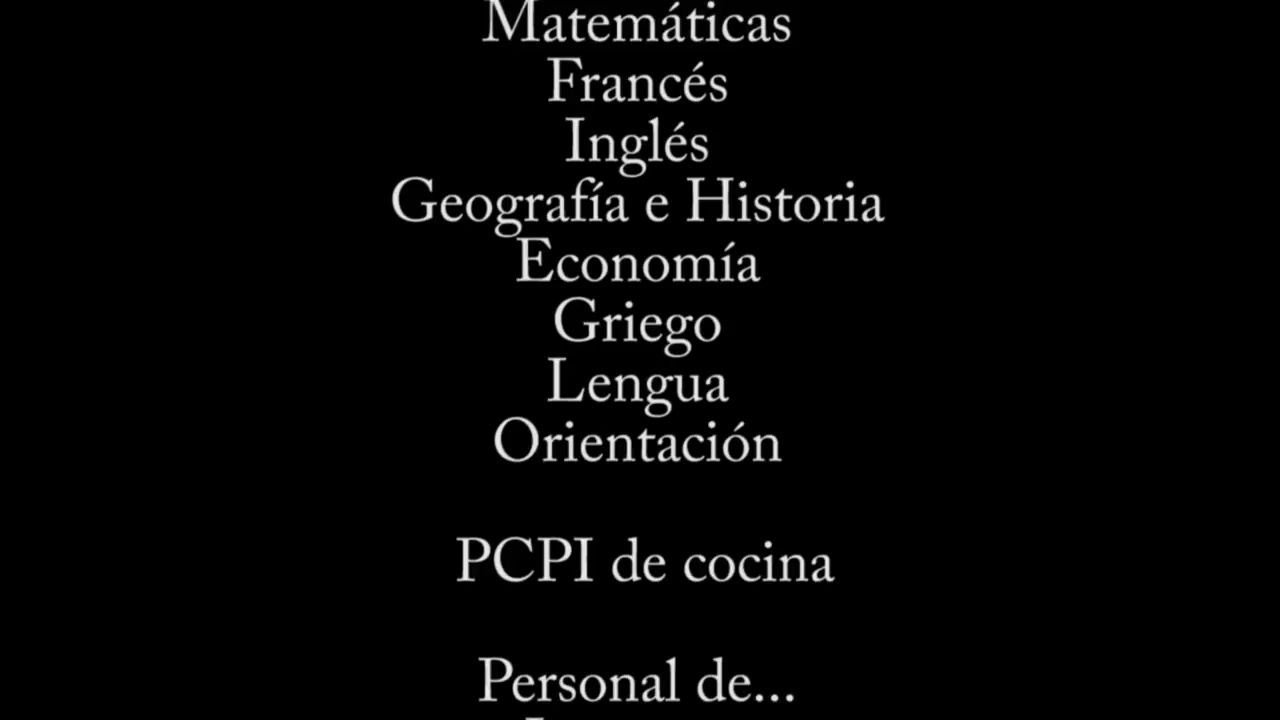 Matemáticas
Francés
Inglés
Geografía e Historia
Economía
Griego
Lengua
Orientación
PCPI de cocina
Personal de...